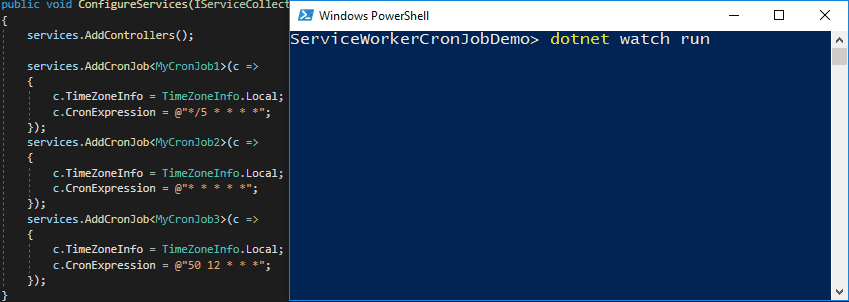 public void ConfigureServices(IServiceCollect
{
    services.AddControllers();

    services.AddCronJob<MyCronJob1>(c =>
    {
        c.TimeZoneInfo = TimeZoneInfo.Local;
        c.CronExpression = @"*/5 * * * *";
    });
    services.AddCronJob<MyCronJob2>(c =>
    {
        c.TimeZoneInfo = TimeZoneInfo.Local;
        c.CronExpression = @"* * * * *";
    });
    services.AddCronJob<MyCronJob3>(c =>
    {
        c.TimeZoneInfo = TimeZoneInfo.Local;
        c.CronExpression = @"50 12 * * *";
    });
}
Windows PowerShell
ServiceWorkerCronJobDemo> dotnet watch run